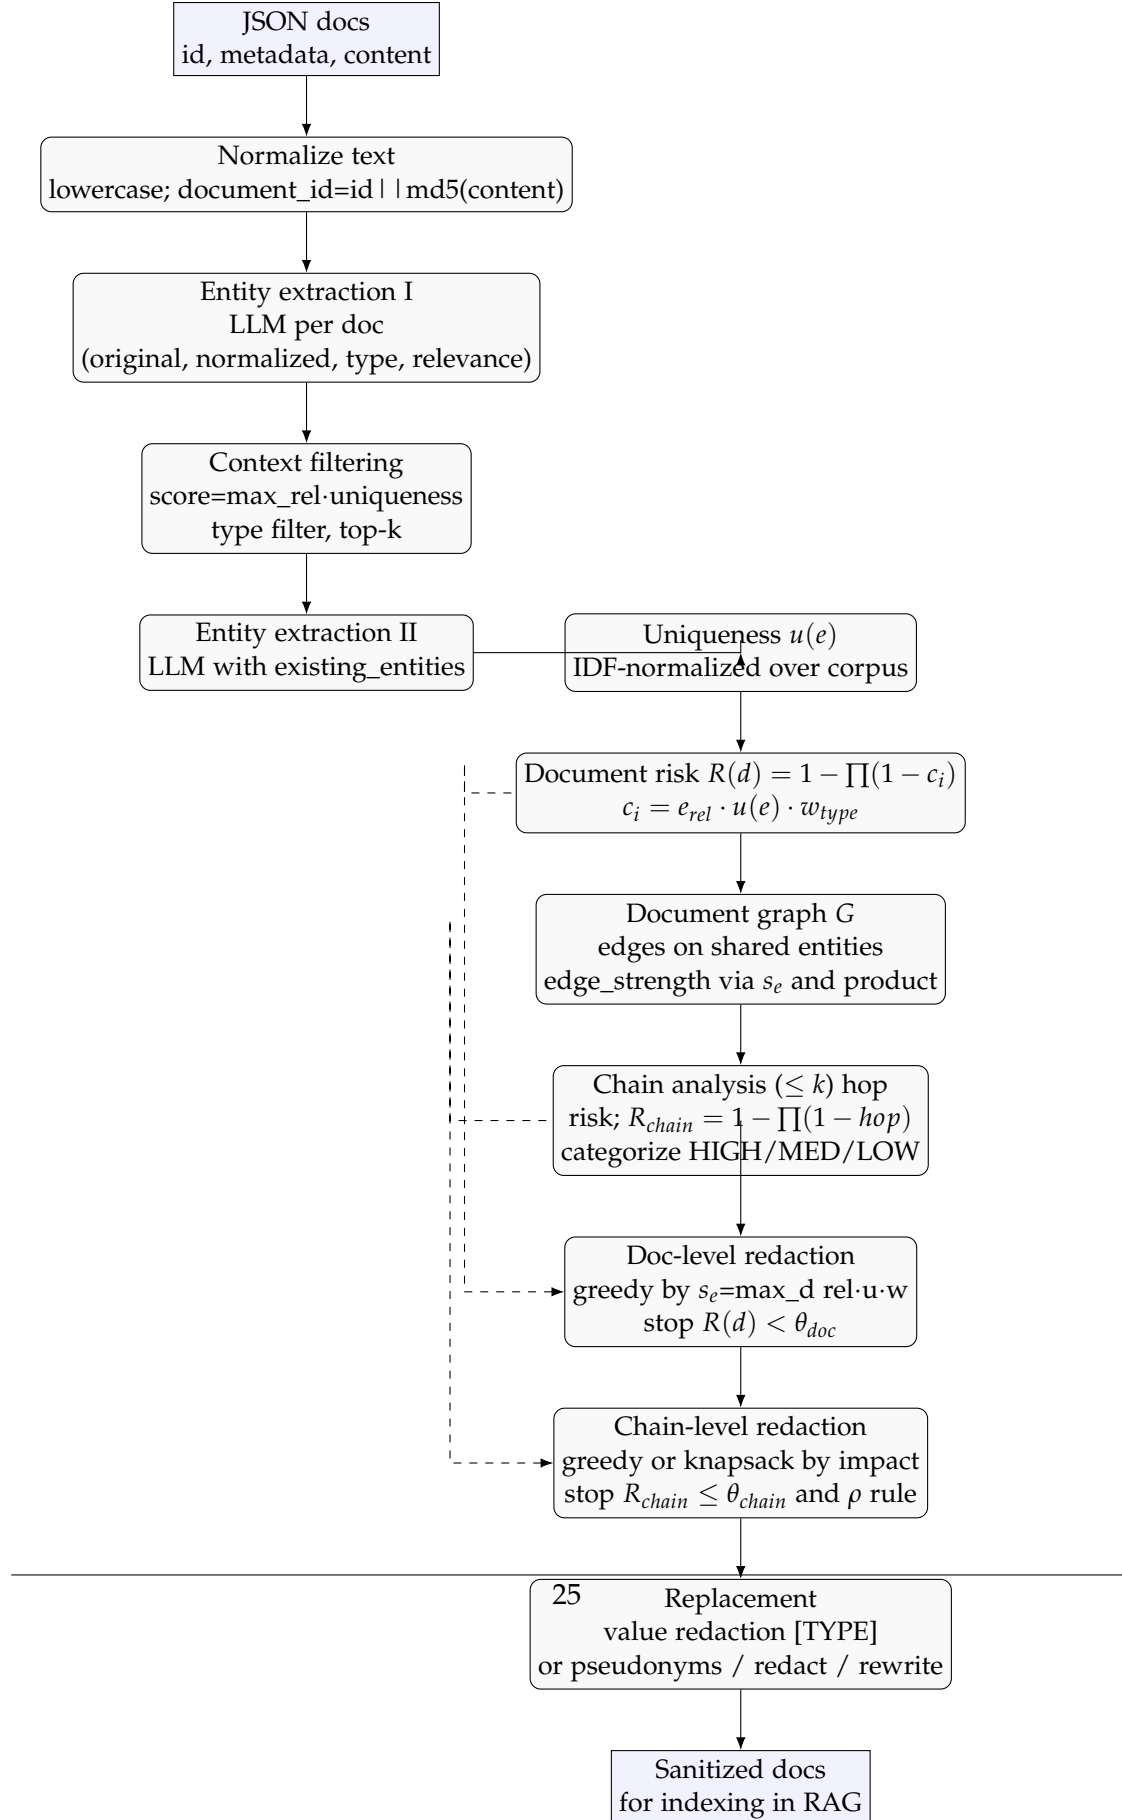 JSON docs
id, metadata, content
Normalize text
lowercase; document_id=id||md5(content)
Entity extraction I
LLM per doc
(original, normalized, type, relevance)
Context filtering
score=max_rel·uniqueness
type filter, top-k
Entity extraction II
LLM with existing_entities
Uniqueness u(e)
IDF-normalized over corpus
Document risk R(d) = 1 − ∏(1 − c_i)
c_i = e_rel · u(e) · w_type
Document graph G
edges on shared entities
edge_strength via s_e and product
Chain analysis (≤ k) hop
risk; R_chain = 1 − ∏(1 − hop)
categorize HIGH/MED/LOW
Doc-level redaction
greedy by s_e=max_d rel·u·w
stop R(d) < θ_doc
Chain-level redaction
greedy or knapsack by impact
stop R_chain ≤ θ_chain and ρ rule
25
Replacement
value redaction [TYPE]
or pseudonyms / redact / rewrite
Sanitized docs
for indexing in RAG